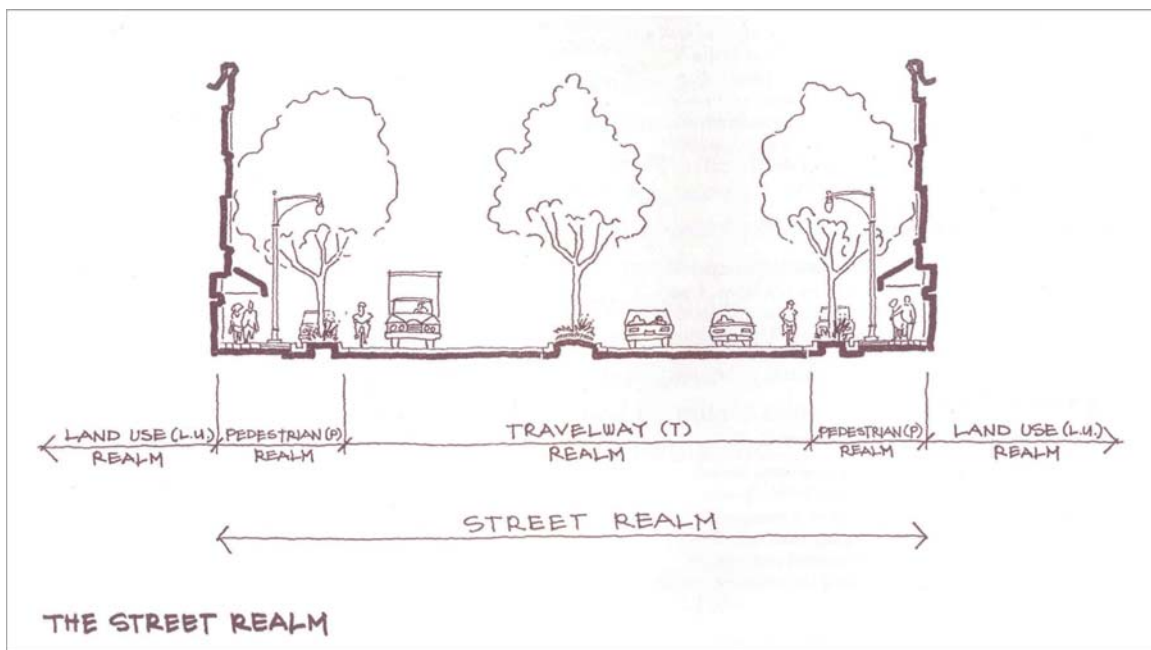 LAND USE (L.U.)
REALM
PEDESTRIAN (P)
REALM
TRAVELWAY (T)
REALM
PEDESTRIAN (P)
REALM
LAND USE (L.U.)
REALM
STREET REALM
THE STREET REALM